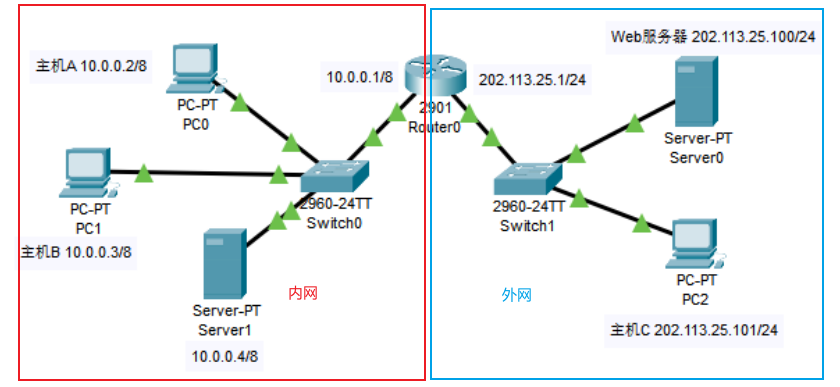 主机A 10.0.0.2/8
PC-PT
PC0
PC-PT
PC1
主机B 10.0.0.3/8
Server-PT
Server1
10.0.0.4/8
2960-24TT
Switch0
内网
10.0.0.1/8
2901
Router0
202.113.25.1/24
2960-24TT
Switch1
外网
Web服务器 202.113.25.100/24
Server-PT
Server0
PC-PT
PC2
主机C 202.113.25.101/24